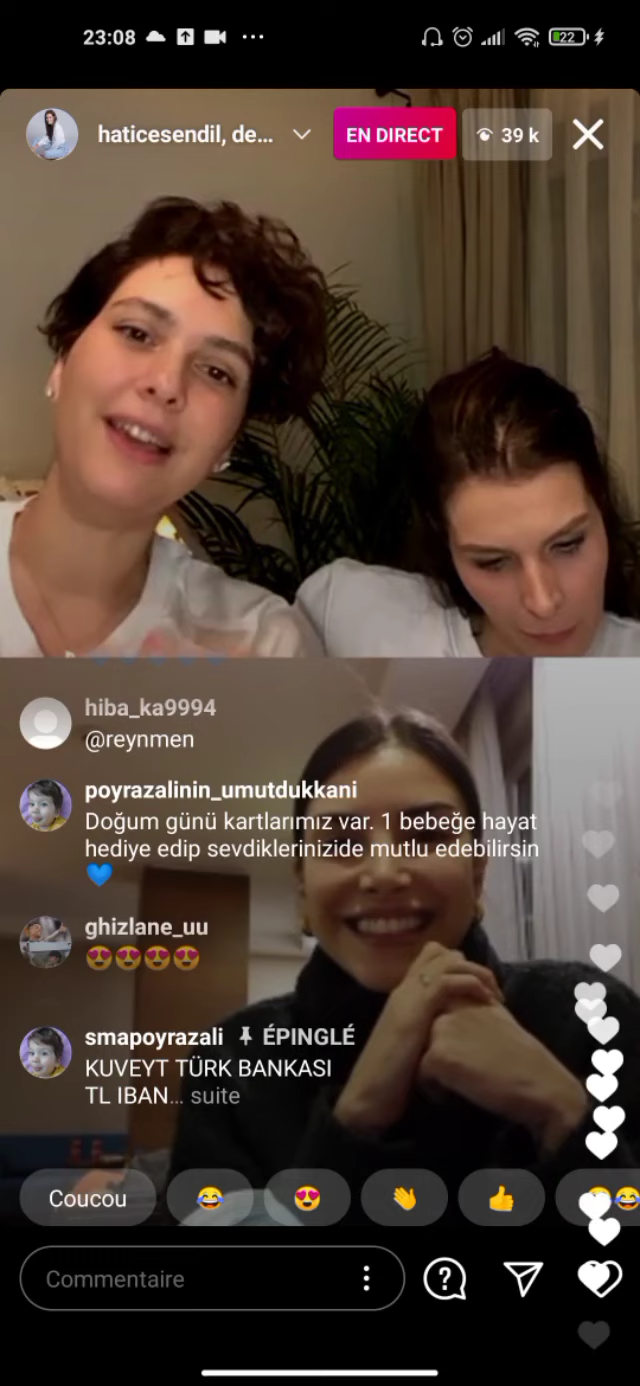 23:08
22
haticesendil, de...
EN DIRECT
39 k
hiba_ka9994
@reynmen
poyrazalinin_umutdukkani
Doğum günü kartlarımız var. 1 bebeğe hayat
hediye edip sevdiklerinizide mutlu edebilirsin
💙
ghizlane_uu
😍😍😍😍
smapoyrazali ÉPINGLÉ
KUVEYT TÜRK BANKASI
TL IBAN... suite
Coucou 😂 😍 👋 👍 😂😂
Commentaire